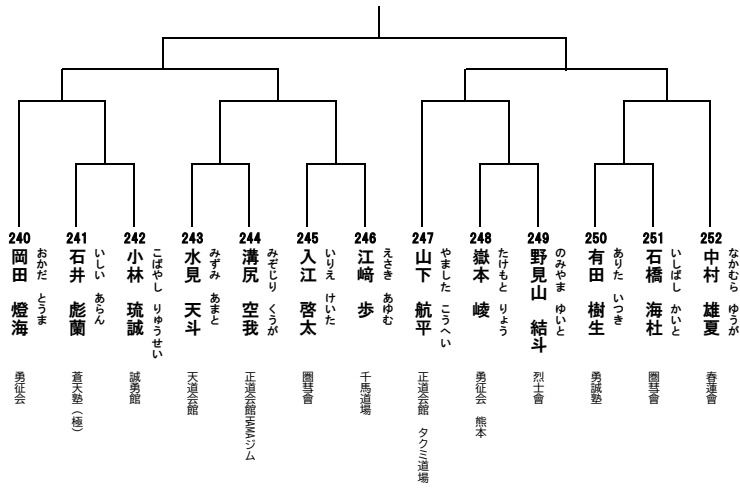 240
岡田 燈海
おかだ とうま
勇征会
241
石井 彪蘭
いしい あらん
蒼天塾(極)
242
小林 琉誠
こばやし りゅうせい
誠勇館
243
水見 天斗
みずみ あまと
天道会館
244
溝尻 空我
みぞじり くうが
正道会館HAMAジム
245
入江 啓太
いりえ けいた
圏彗會
246
江﨑 歩
えさき あゆむ
千馬道場
247
山下 航平
やました こうへい
正道会館 タクミ道場
248
嶽本 崚
たけもと りょう
勇征会 熊本
249
野見山 結斗
のみやま ゆいと
烈士會
250
有田 樹生
ありた いつき
勇誠塾
251
石橋 海杜
いしばし かいと
圏彗會
252
中村 雄夏
なかむら ゆうが
春蓮會